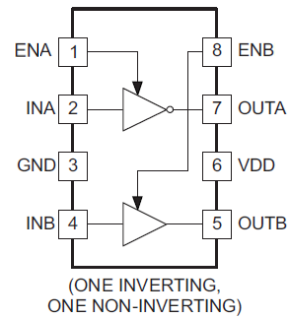 ENA 1 8 ENB
INA 2 7 OUTA
GND 3 6 VDD
INB 4 5 OUTB
(ONE INVERTING,
ONE NON-INVERTING)